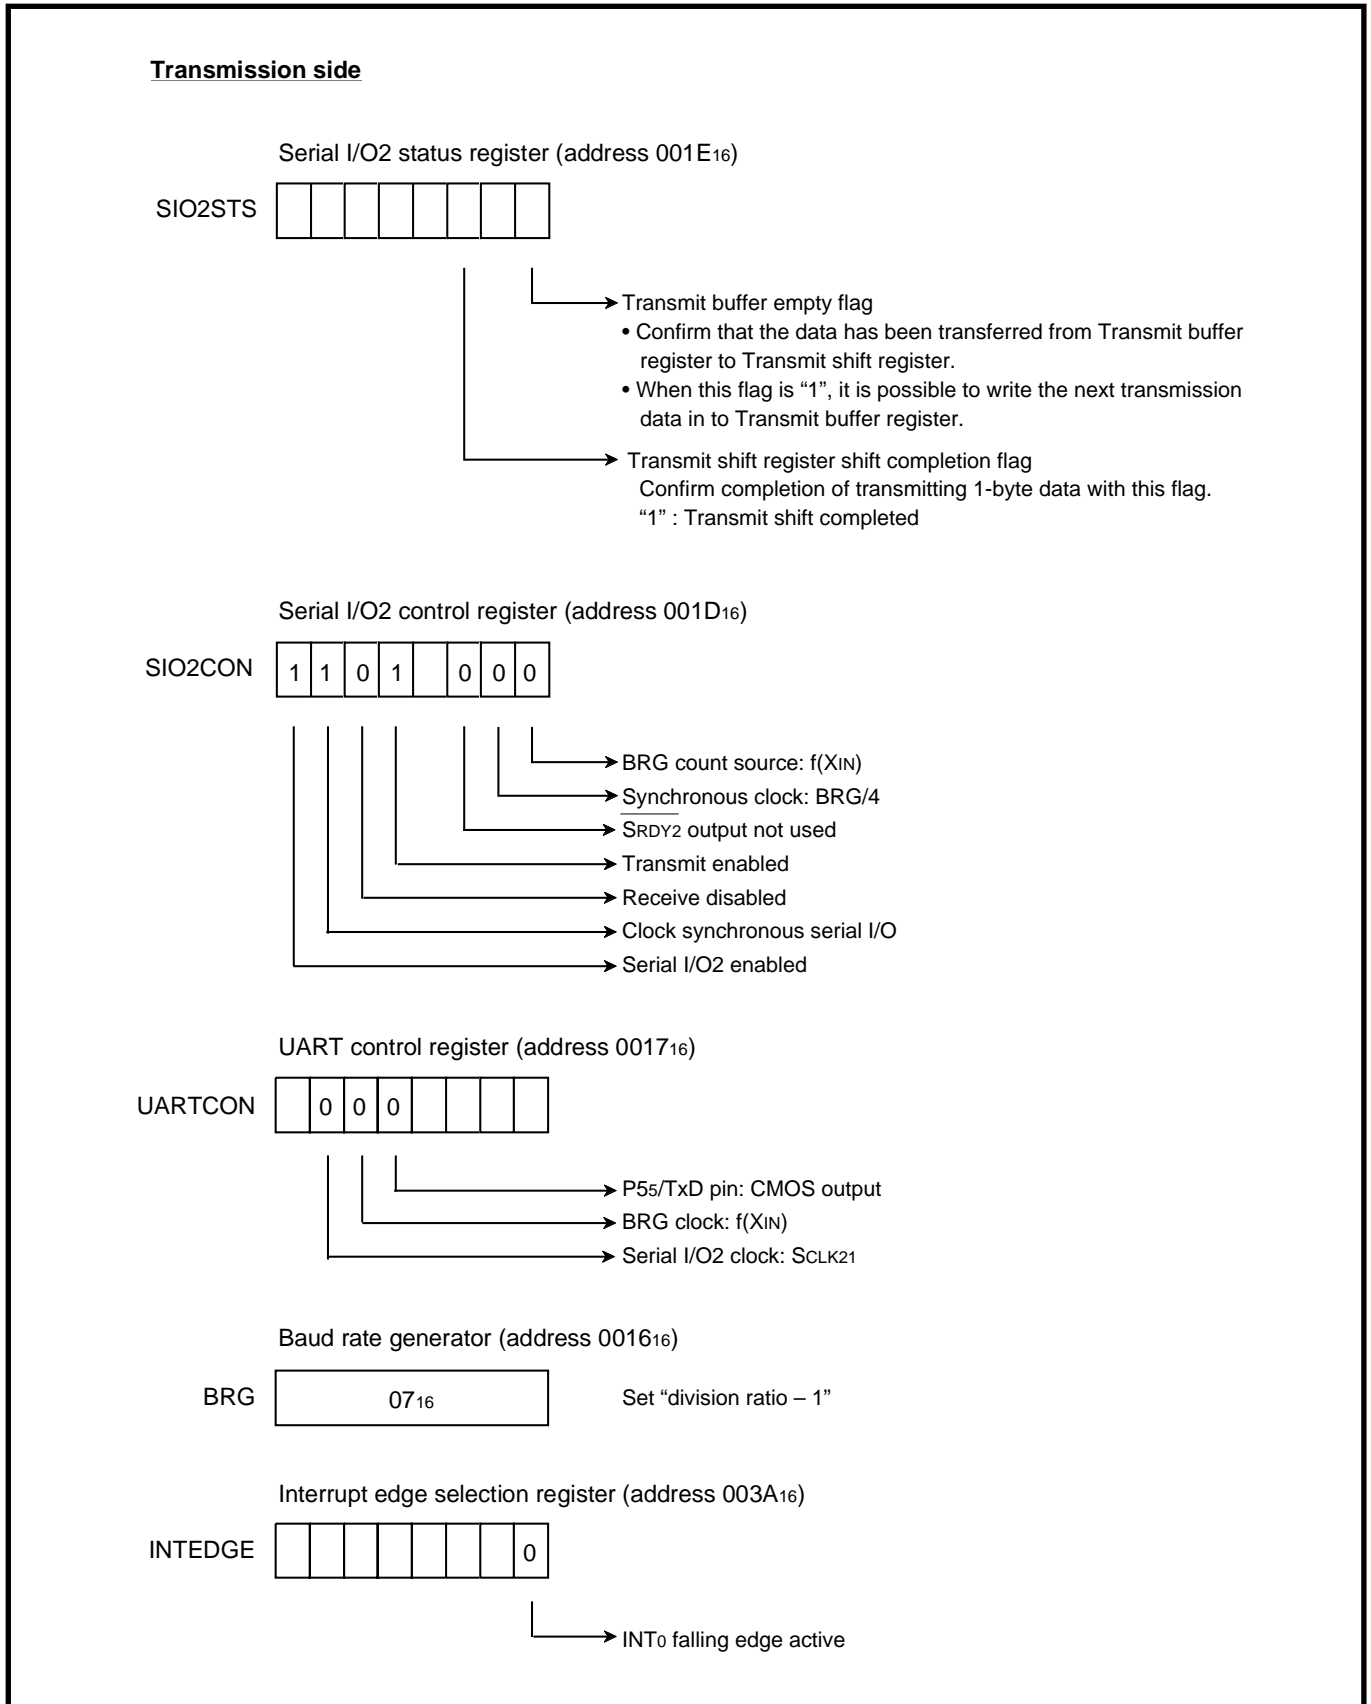 Transmission side
Serial I/O2 status register (address 001E16)
SIO2STS
Transmit buffer empty flag
• Confirm that the data has been transferred from Transmit buffer
register to Transmit shift register.
• When this flag is “1”, it is possible to write the next transmission
data in to Transmit buffer register.
Transmit shift register shift completion flag
Confirm completion of transmitting 1-byte data with this flag.
“1” : Transmit shift completed
Serial I/O2 control register (address 001D16)
SIO2CON 1 1 0 1 0 0 0
BRG count source: f(XIN)
Synchronous clock: BRG/4
SRDY2 output not used
Transmit enabled
Receive disabled
Clock synchronous serial I/O
Serial I/O2 enabled
UART control register (address 001716)
UARTCON 0 0 0
P55/TxD pin: CMOS output
BRG clock: f(XIN)
Serial I/O2 clock: SCLK21
Baud rate generator (address 001616)
BRG 0716 Set “division ratio – 1”
Interrupt edge selection register (address 003A16)
INTEDGE 0
INT0 falling edge active